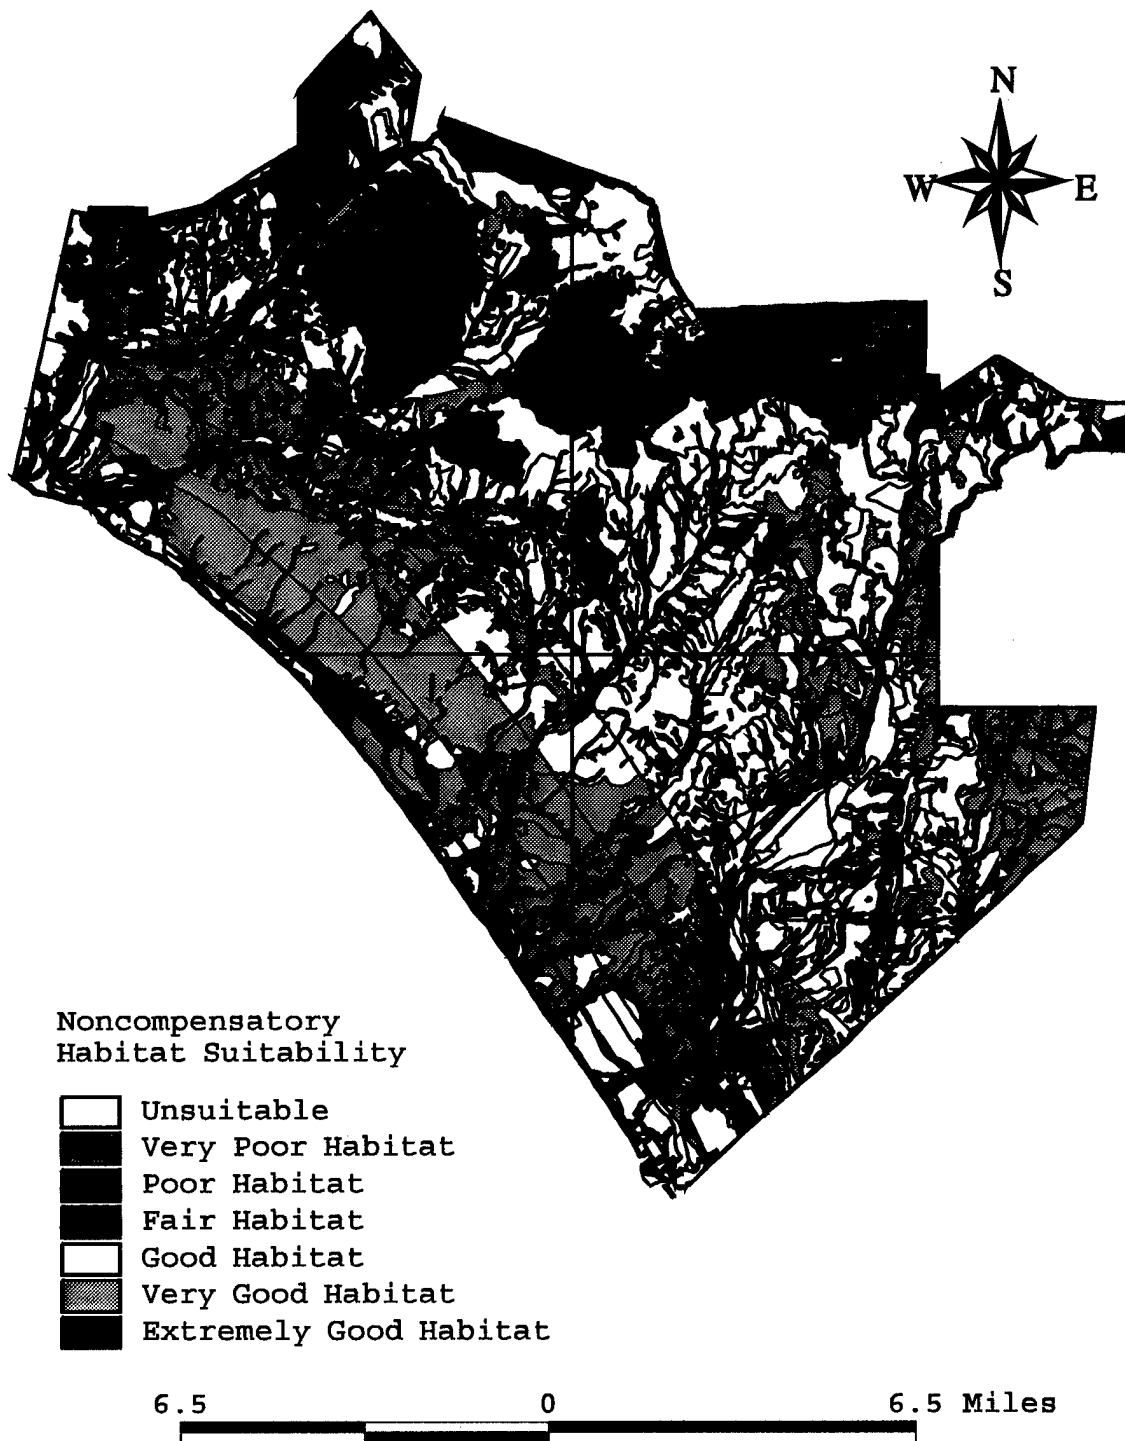 N
W E
S
Noncompensatory
Habitat Suitability
Unsuitable
Very Poor Habitat
Poor Habitat
Fair Habitat
Good Habitat
Very Good Habitat
Extremely Good Habitat
6.5 0 6.5 Miles